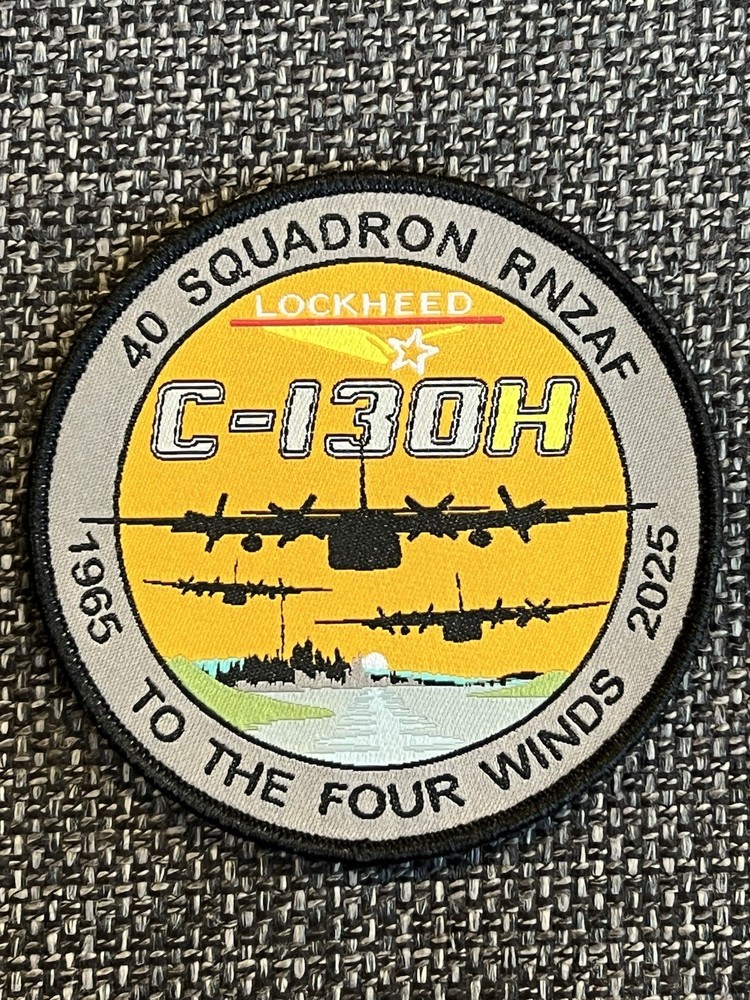 40 SQUADRON RNZAF
LOCKHEED
C-130H
1965
2025
TO THE FOUR WINDS